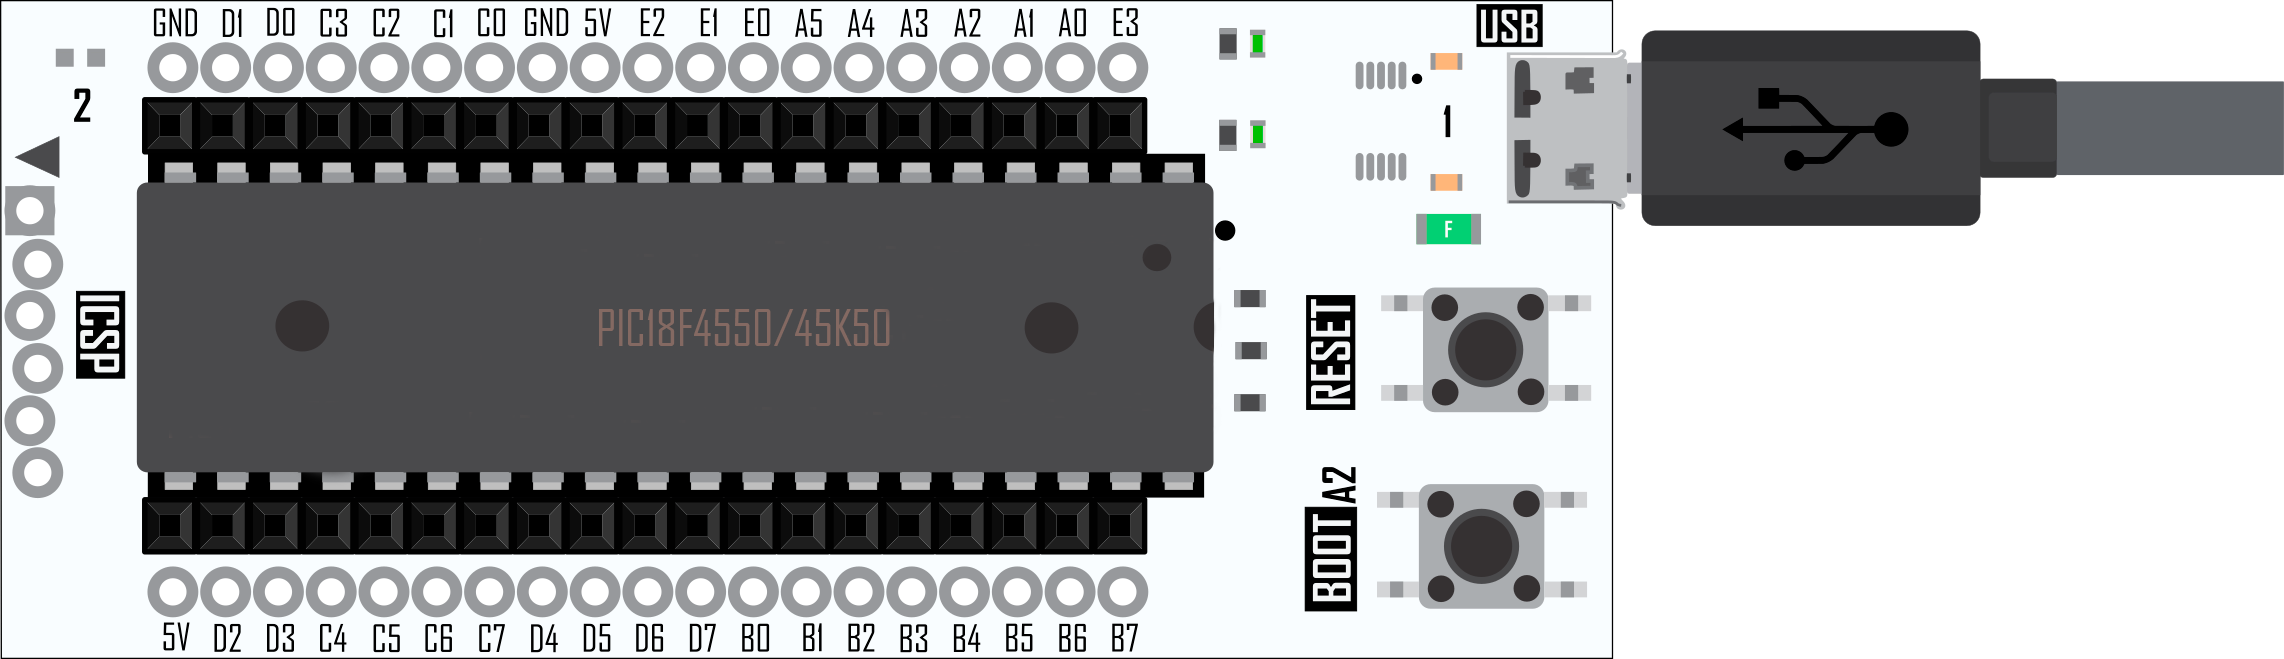 GND D1 D0 C3 C2 C1 C0 GND 5V E2 E1 E0 A5 A4 A3 A2 A1 A0 E3
USB
2
1
F
ICSP
PIC18F4550/45K50
RESET
BOOT A2
5V D2 D3 C4 C5 C6 C7 D4 D5 D6 D7 B0 B1 B2 B3 B4 B5 B6 B7